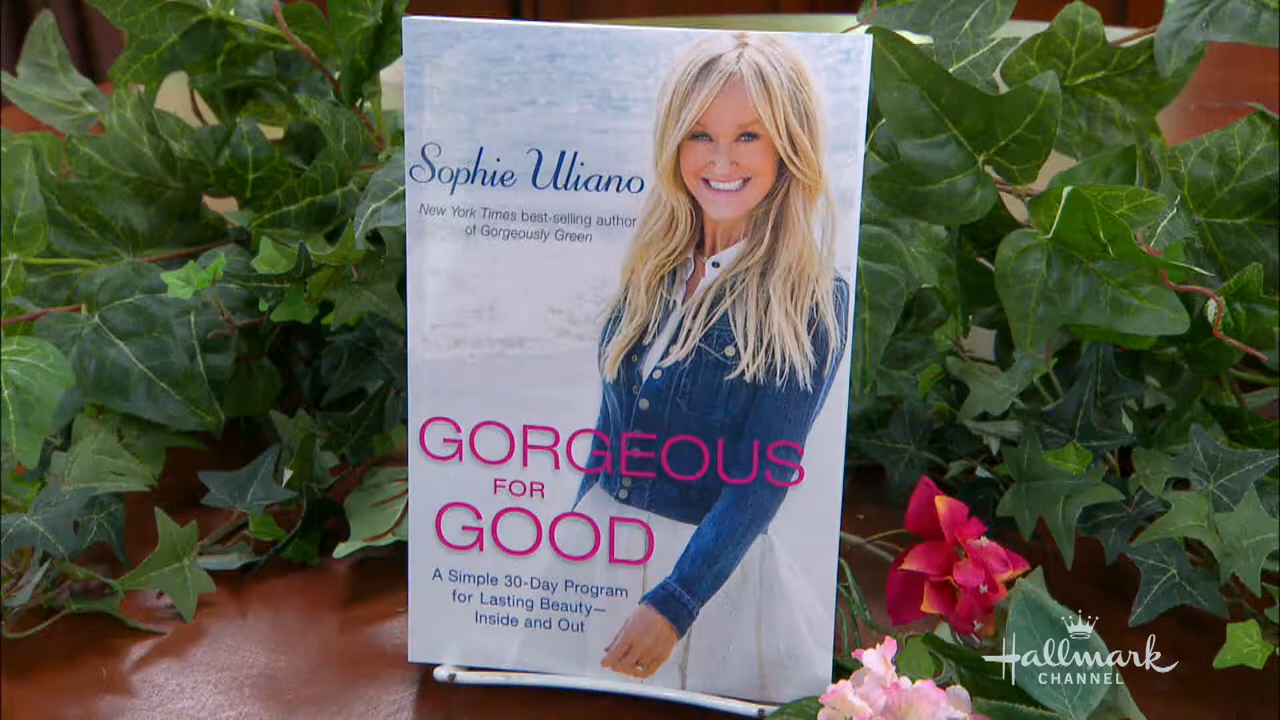 Sophie Uliano
New York Times best-selling author
of Gorgeously Green
GORGEOUS
FOR
GOOD
A Simple 30-Day Program
for Lasting Beauty—
Inside and Out
Hallmark
CHANNEL